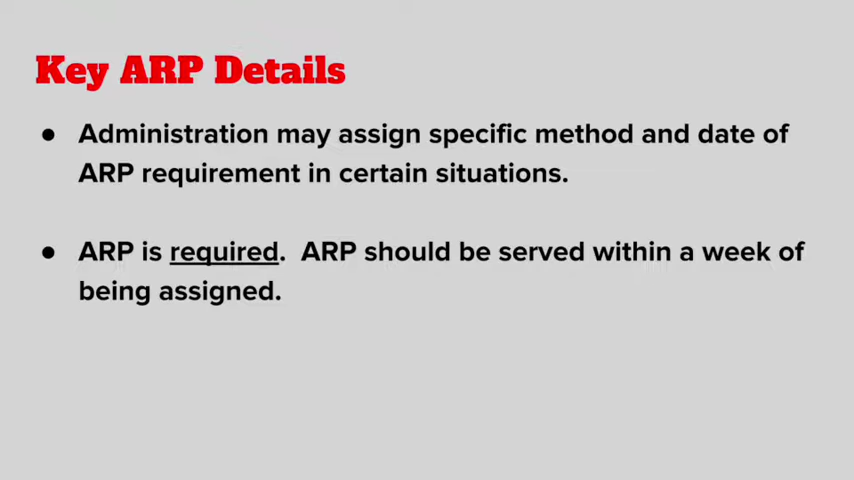 Key ARP Details
● Administration may assign specific method and date of
ARP requirement in certain situations.
● ARP is required.  ARP should be served within a week of
being assigned.